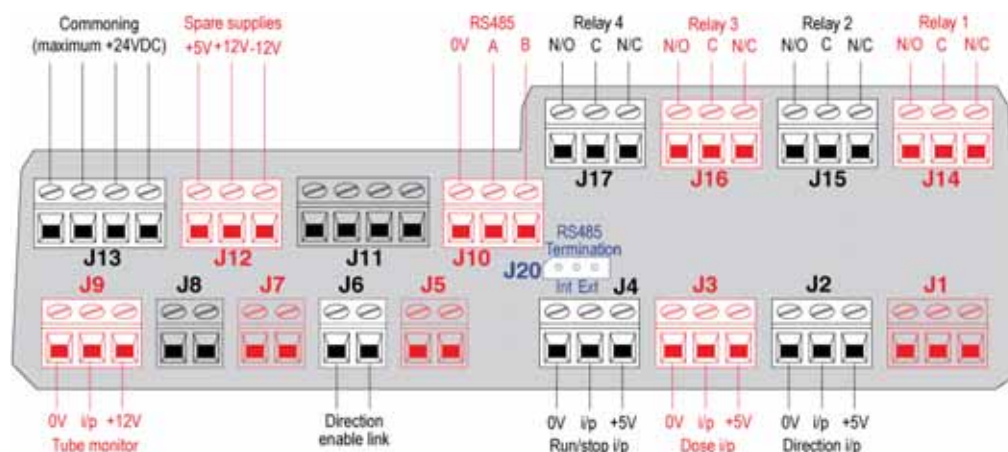 Commoning
(maximum +24VDC)
Spare supplies
+5V +12V -12V
RS485
0V A B
Relay 4
N/O C N/C
Relay 3
N/O C N/C
Relay 2
N/O C N/C
Relay 1
N/O C N/C
J17 J16 J15 J14
J13 J12 J11 J10
RS485
Termination
J20
Int Ext
J9 J8 J7 J6 J5 J4 J3 J2 J1
0V i/p +12V
Tube monitor
Direction
enable link
0V i/p +5V
Run/stop i/p
0V i/p +5V
Dose i/p
0V i/p +5V
Direction i/p